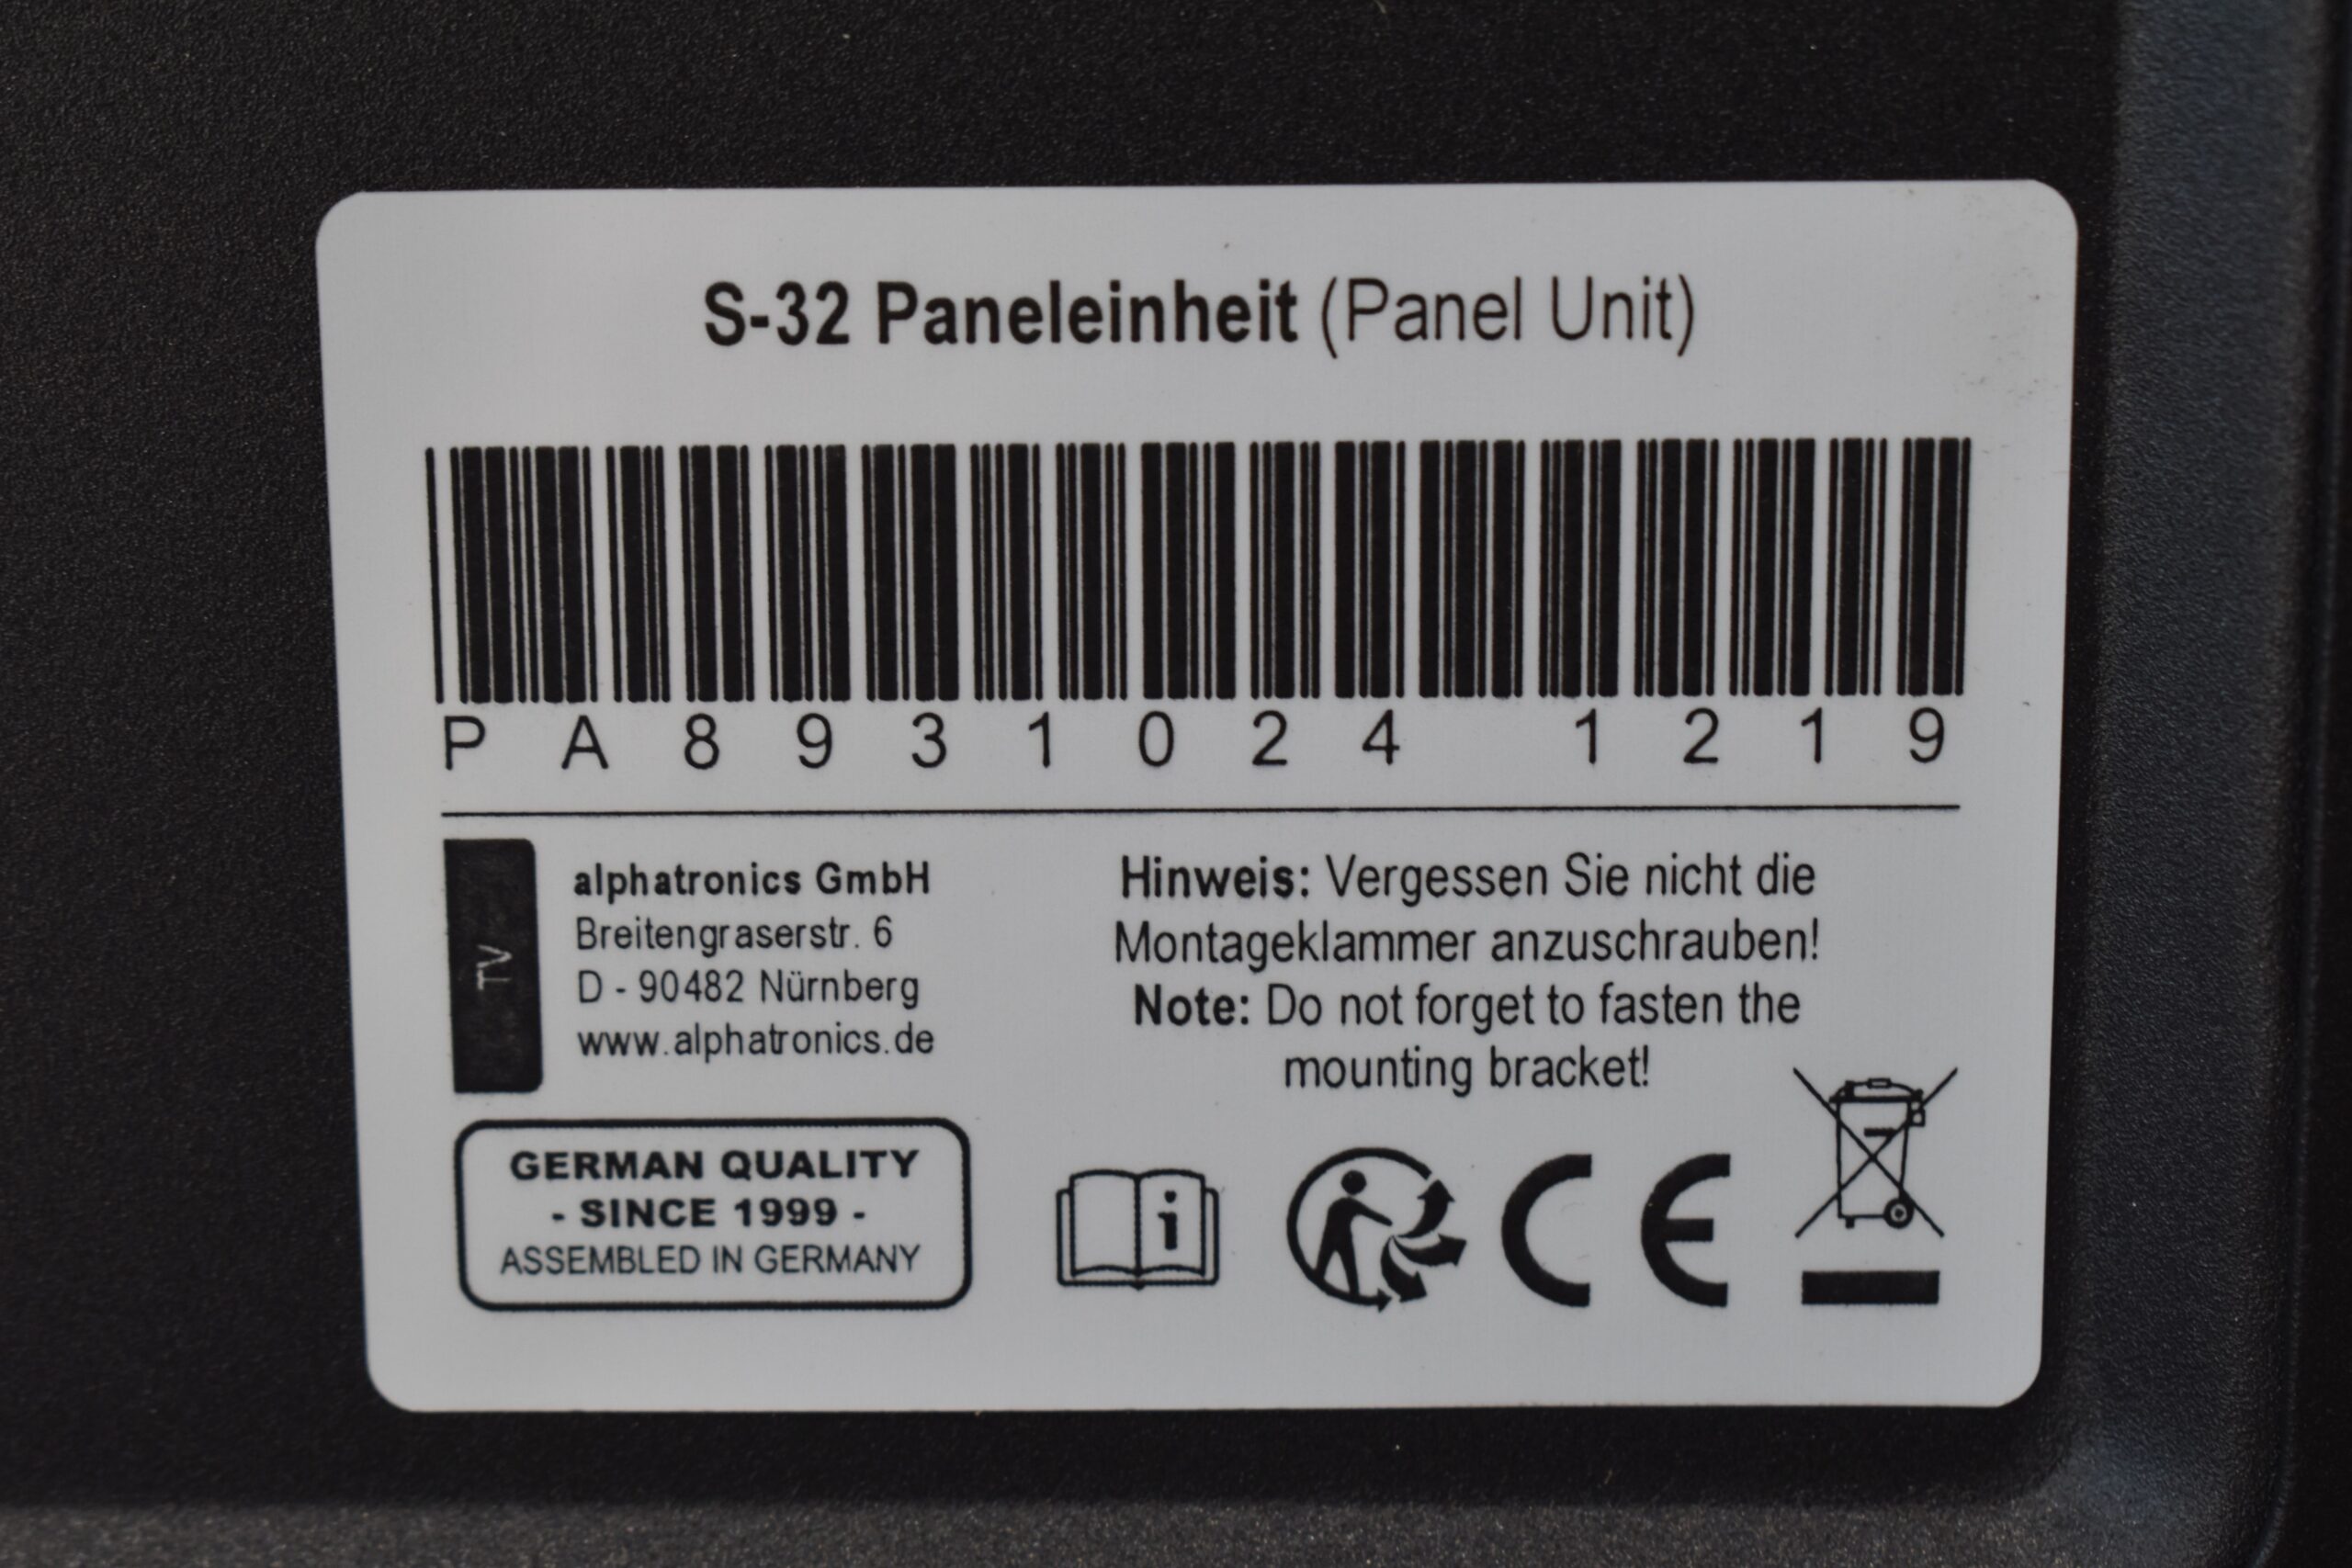 S-32 Paneleinheit (Panel Unit)
PA8931024 1219
TV
alphatronics GmbH
Breitengraserstr. 6
D - 90482 Nürnberg
www.alphatronics.de
Hinweis: Vergessen Sie nicht die
Montageklammer anzuschrauben!
Note: Do not forget to fasten the
mounting bracket!
GERMAN QUALITY
- SINCE 1999 -
ASSEMBLED IN GERMANY
i
CE